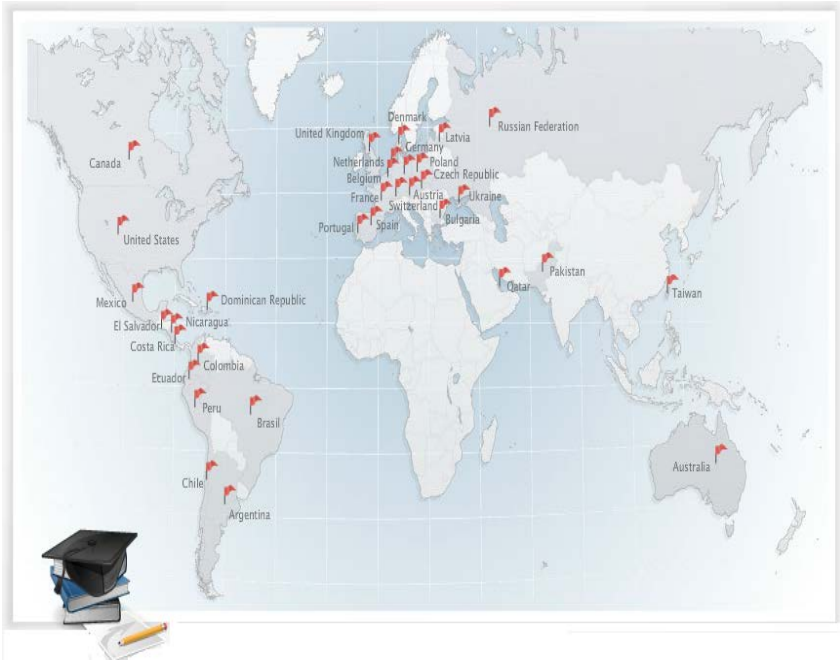 Denmark
United Kingdom
Latvia
Russian Federation
Germany
Canada
Netherlands
Poland
Belgium
Czech Republic
France
Austria
Ukraine
Switzerland
Bulgaria
Portugal
Spain
United States
Pakistan
Qatar
Taiwan
Mexico
Dominican Republic
El Salvador
Nicaragua
Costa Rica
Colombia
Ecuador
Peru
Brasil
Australia
Chile
Argentina